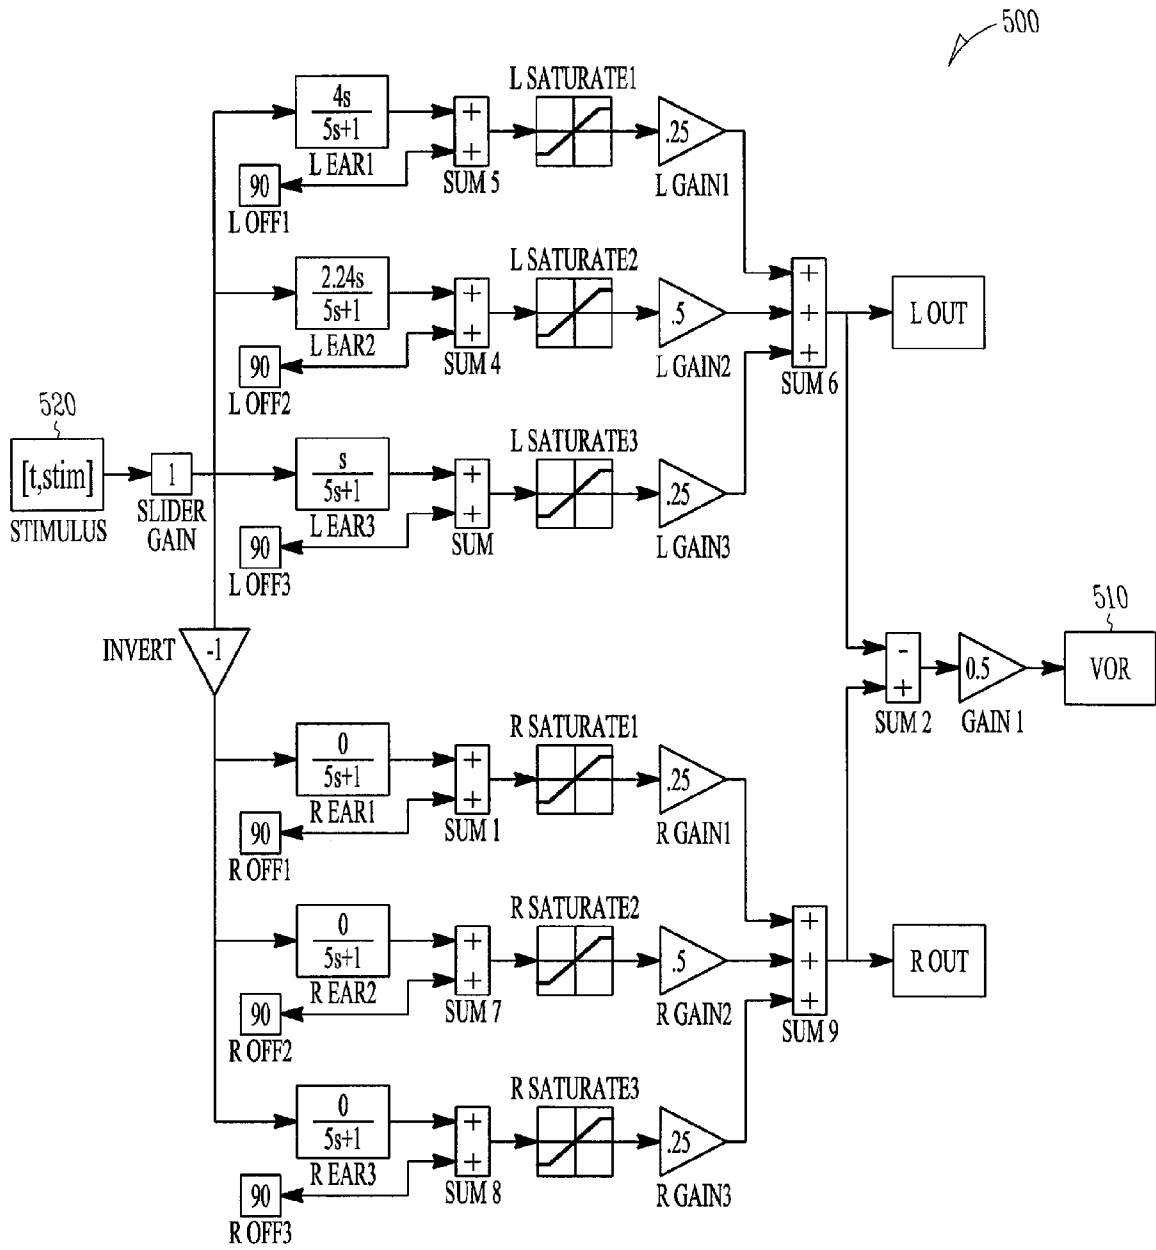 500
L SATURATE1
4s
5s+1
L EAR1
+
+
SUM 5
.25
L GAIN1
90
L OFF1
L SATURATE2
2.24s
5s+1
L EAR2
+
+
SUM 4
.5
L GAIN2
90
L OFF2
+
+
+
SUM 6
L OUT
520
[t,stim]
STIMULUS
1
SLIDER
GAIN
L SATURATE3
s
5s+1
L EAR3
+
+
SUM
.25
L GAIN3
90
L OFF3
INVERT
-1
-
+
SUM 2
0.5
GAIN 1
510
VOR
R SATURATE1
0
5s+1
R EAR1
+
+
SUM 1
.25
R GAIN1
90
R OFF1
R SATURATE2
0
5s+1
R EAR2
+
+
SUM 7
.5
R GAIN2
90
R OFF2
+
+
+
SUM 9
R OUT
R SATURATE3
0
5s+1
R EAR3
+
+
SUM 8
.25
R GAIN3
90
R OFF3